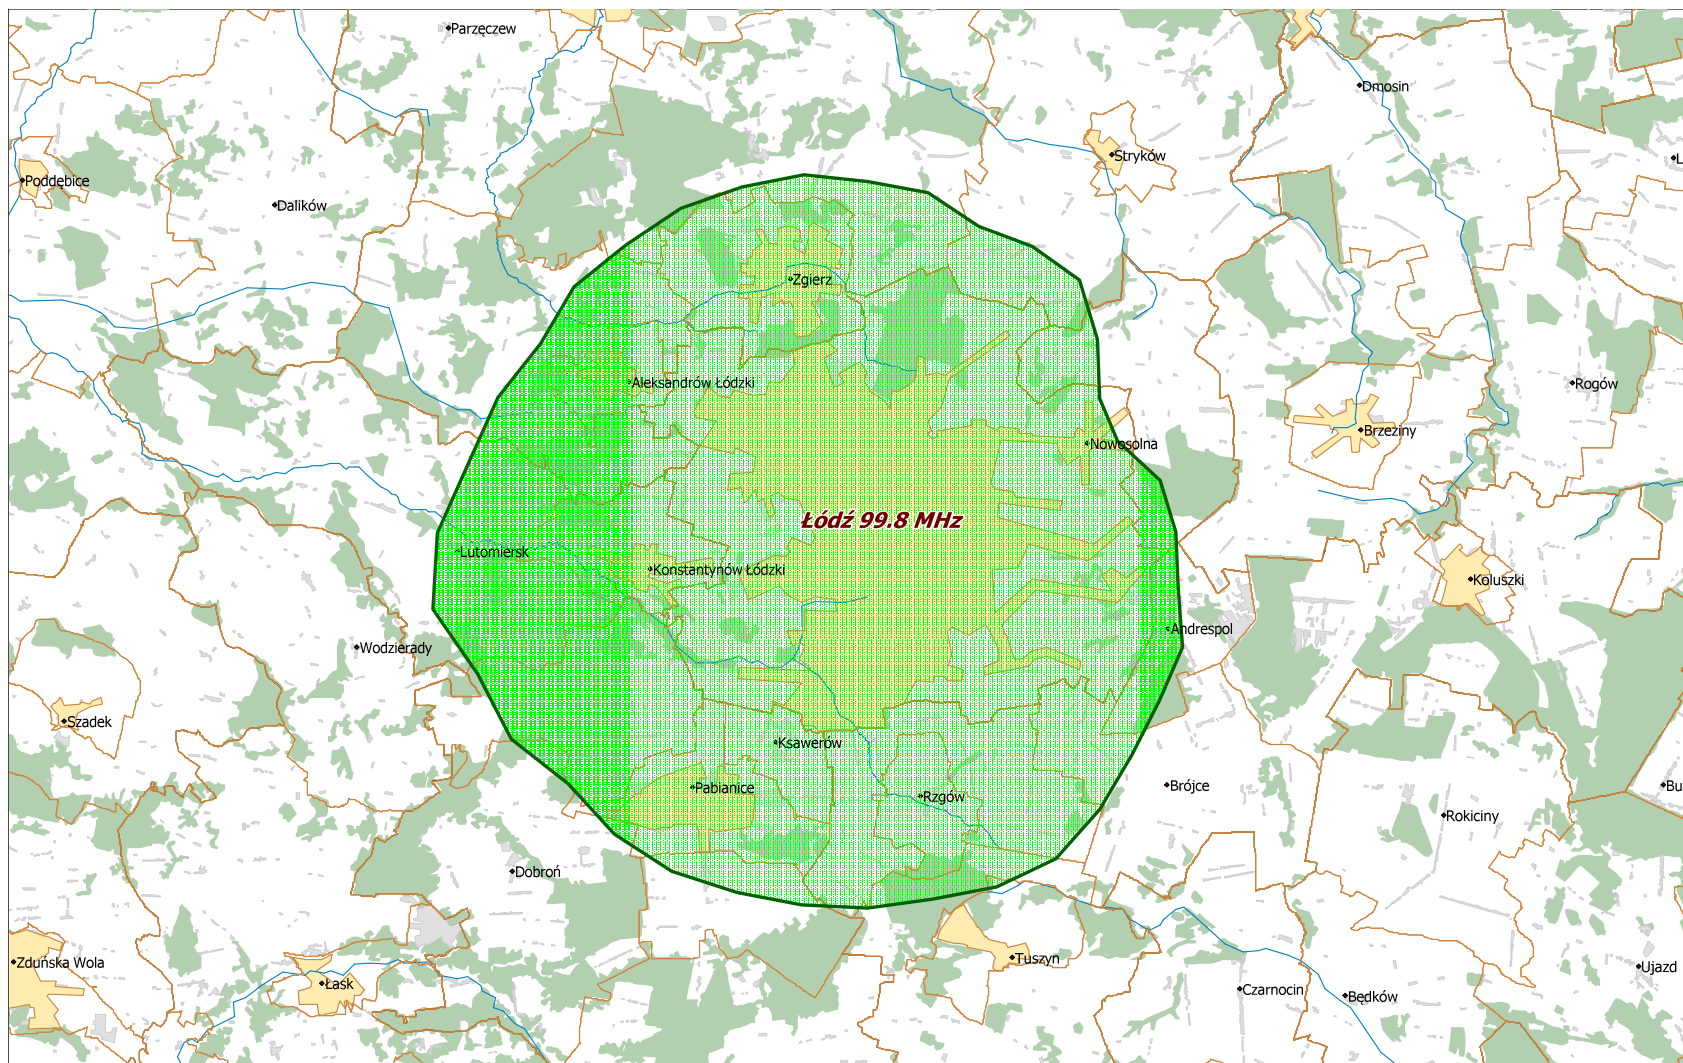 Parzęczew
Dmosin
Stryków
L
Poddębice
Dalików
Zgierz
Aleksandrów Łódzki
Rogów
Brzeziny
Nowosolna
Łódź 99.8 MHz
Lutomiersk
Konstantynów Łódzki
Koluszki
Andrespol
Wodzierady
Szadek
Ksawerów
Pabianice
Rzgów
Brójce
Bu
Rokiciny
Dobroń
Zduńska Wola
Tuszyn
Ujazd
Łask
Czarnocin
Będków